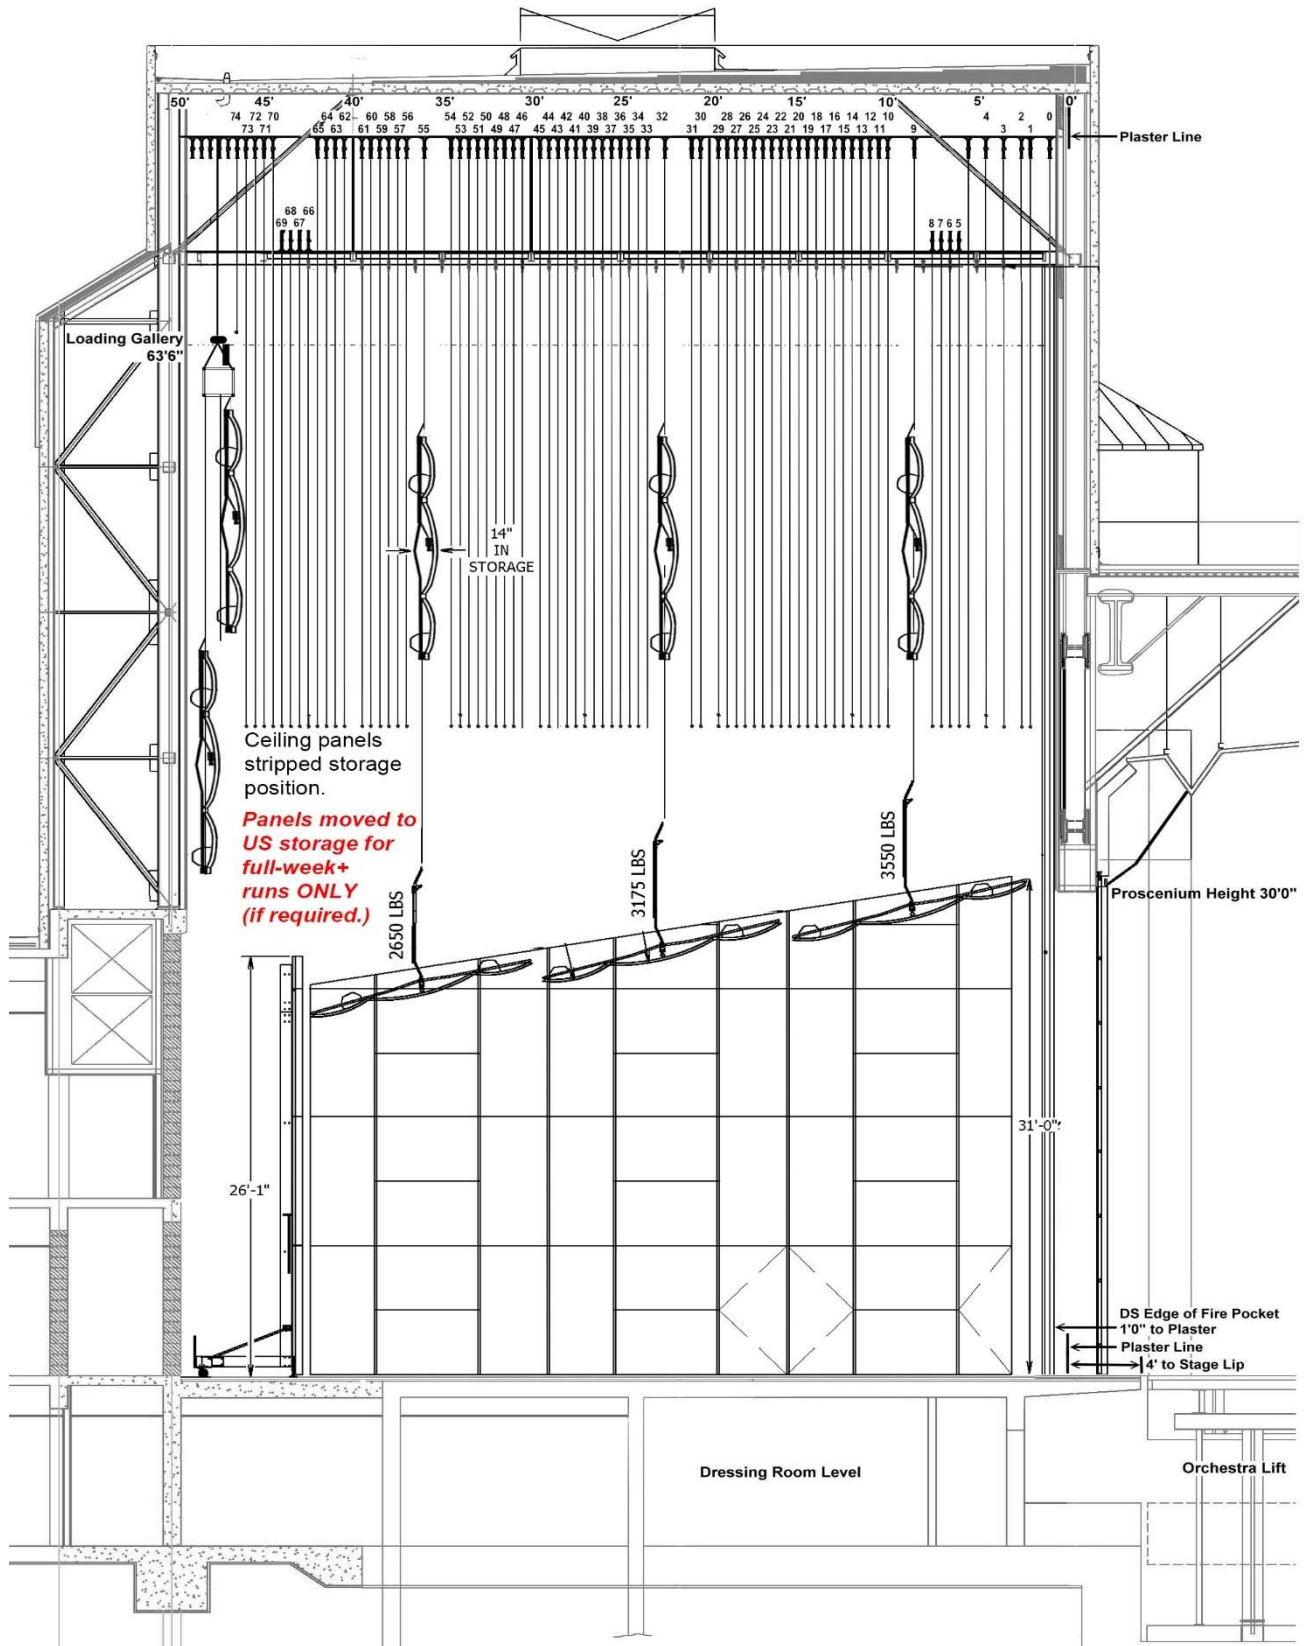 50' 45' 40' 35' 30' 25' 20' 15' 10' 5' 0'
74 72 70 64 62 60 58 56 54 52 50 48 46 44 42 40 38 36 34 32 30 28 26 24 22 20 18 16 14 12 10 4 2 0
73 71 65 63 61 59 57 55 53 51 49 47 45 43 41 39 37 35 33 31 29 27 25 23 21 19 17 15 13 11 9 3 1
Plaster Line
68 66
69 67
8 7 6 5
Loading Gallery
63'6"
14"
IN
STORAGE
Ceiling panels
stripped storage
position.
Panels moved to
US storage for
full-week+
runs ONLY
(if required.)
2650 LBS
3175 LBS
3550 LBS
Proscenium Height 30'0"
31'-0"
26'-1"
DS Edge of Fire Pocket
1'0" to Plaster
Plaster Line
4' to Stage Lip
Dressing Room Level
Orchestra Lift